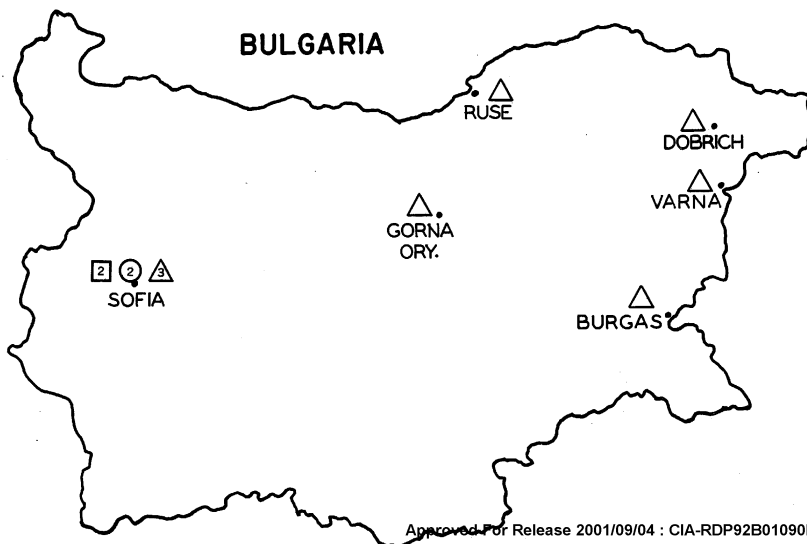 BULGARIA
RUSE
DOBRICH
VARNA
GORNA
ORY.
2 2 3
SOFIA
BURGAS
Approved For Release 2001/09/04 : CIA-RDP92B01090